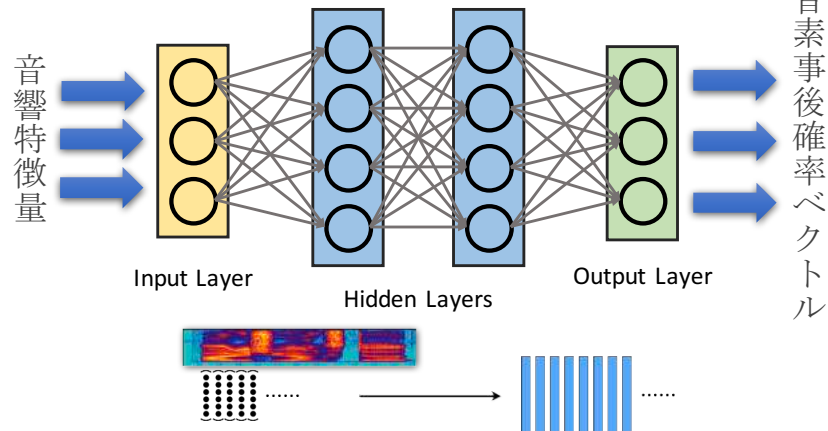 音響特徴量
音素事後確率ベクトル
Input Layer
Hidden Layers
Output Layer
......
......